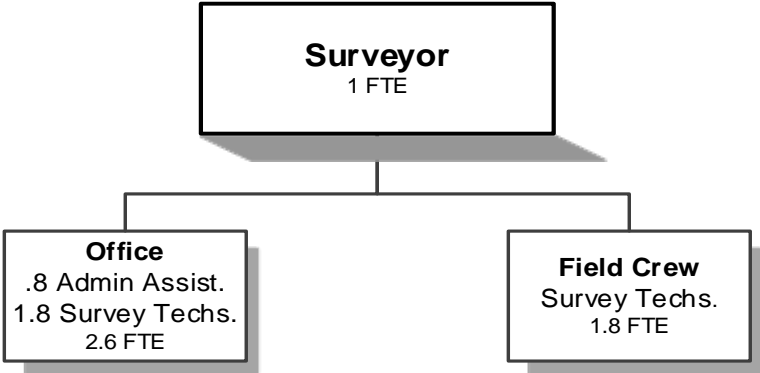 Surveyor
1 FTE
Office
.8 Admin Assist.
1.8 Survey Techs.
2.6 FTE
Field Crew
Survey Techs.
1.8 FTE